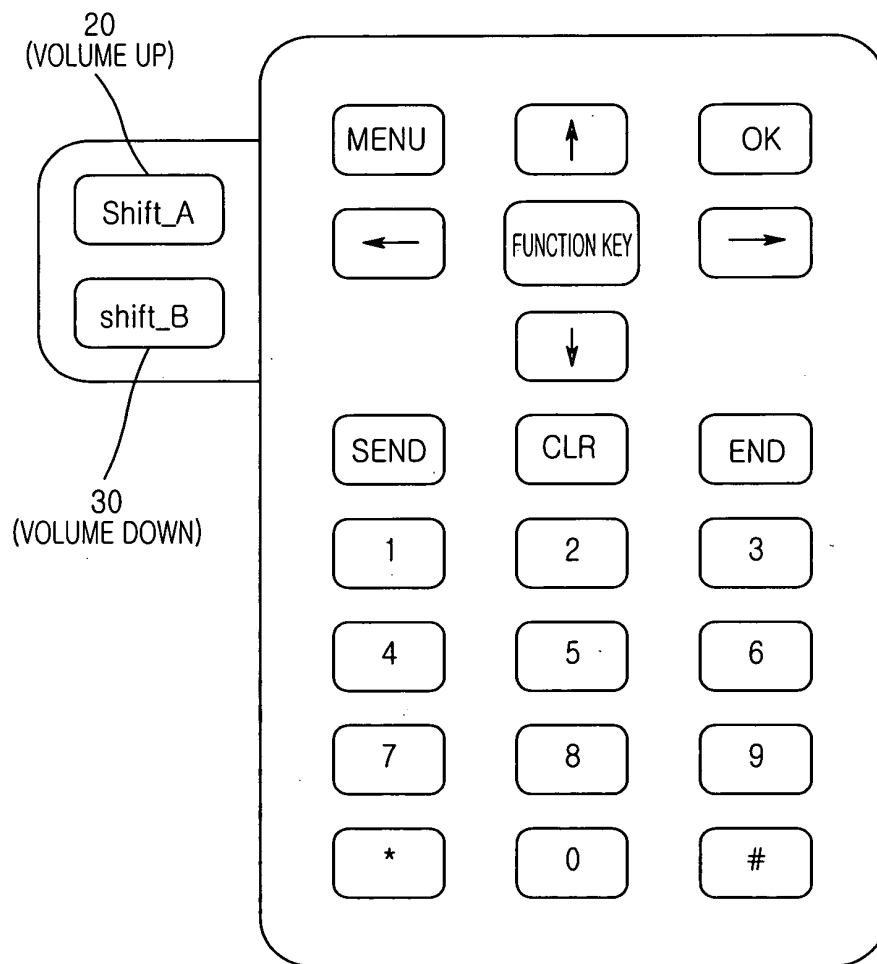 20
(VOLUME UP)
MENU
↑
OK
Shift_A
←
FUNCTION KEY
→
shift_B
↓
SEND
CLR
END
30
(VOLUME DOWN)
1
2
3
4
5
6
7
8
9
*
0
#